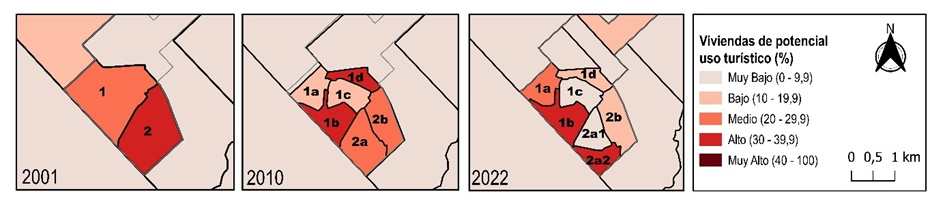 1
2
2001
1d
1a
1c
1b
2b
2a
2010
1d
1a
1c
1b
2b
2a1
2a2
2022
Viviendas de potencial
uso turístico (%)
Muy Bajo (0 - 9,9)
Bajo (10 - 19,9)
Medio (20 - 29,9)
Alto (30 - 39,9)
Muy Alto (40 - 100)
N
0 0,5 1 km